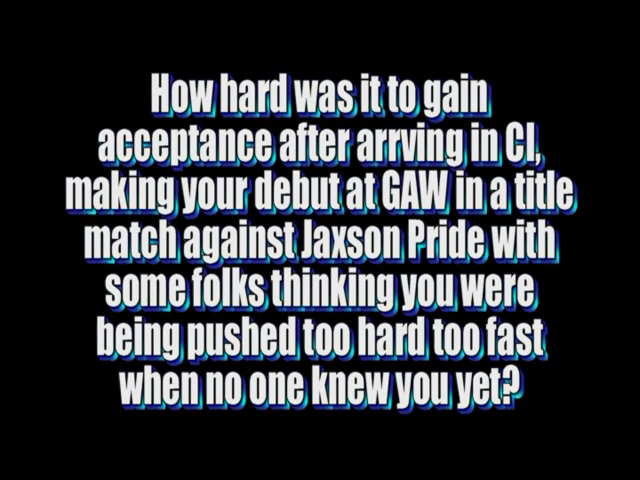 How hard was it to gain
acceptance after arrving in CI,
making your debut at GAW in a title
match against Jaxson Pride with
some folks thinking you were
being pushed too hard too fast
when no one knew you yet?